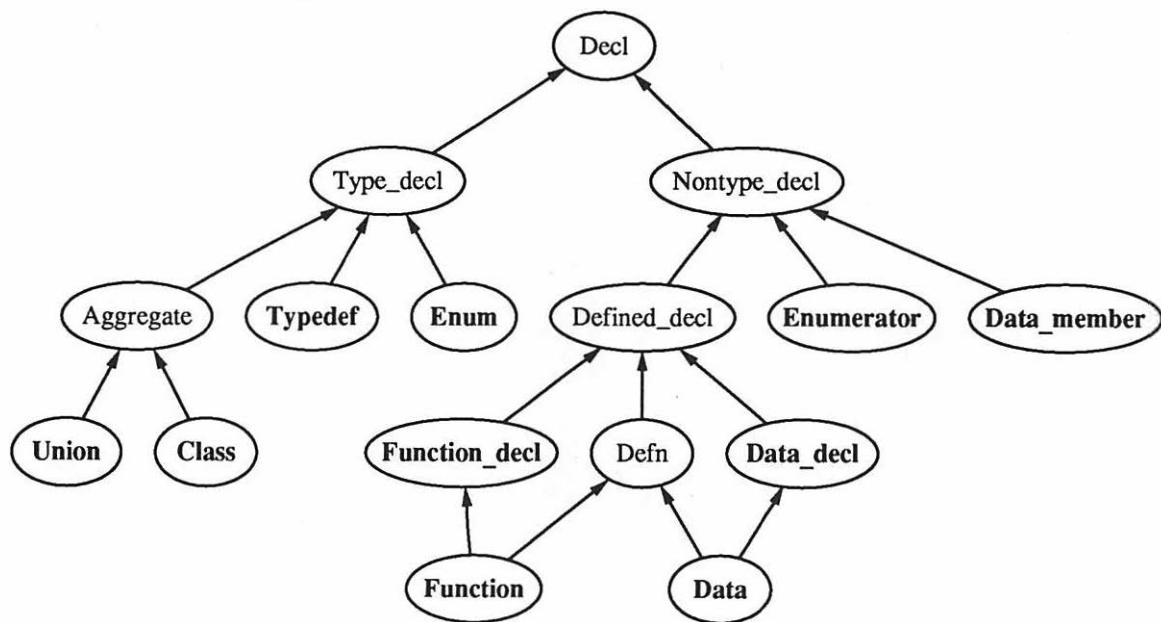 Decl
Type_decl
Nontype_decl
Aggregate
Typedef
Enum
Defined_decl
Enumerator
Data_member
Union
Class
Function_decl
Defn
Data_decl
Function
Data